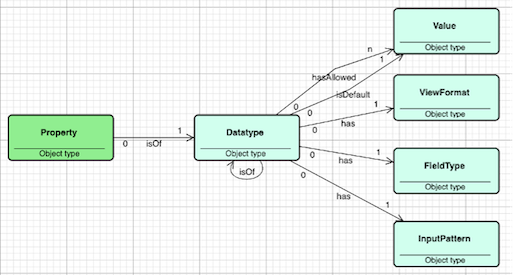 Value
Object type
n
1
hasAllowed
isDefault
0
0
ViewFormat
Object type
1
has
0
Property
Object type
0
isOf
1
Datatype
Object type
isOf
FieldType
Object type
1
has
0
0
has
1
InputPattern
Object type